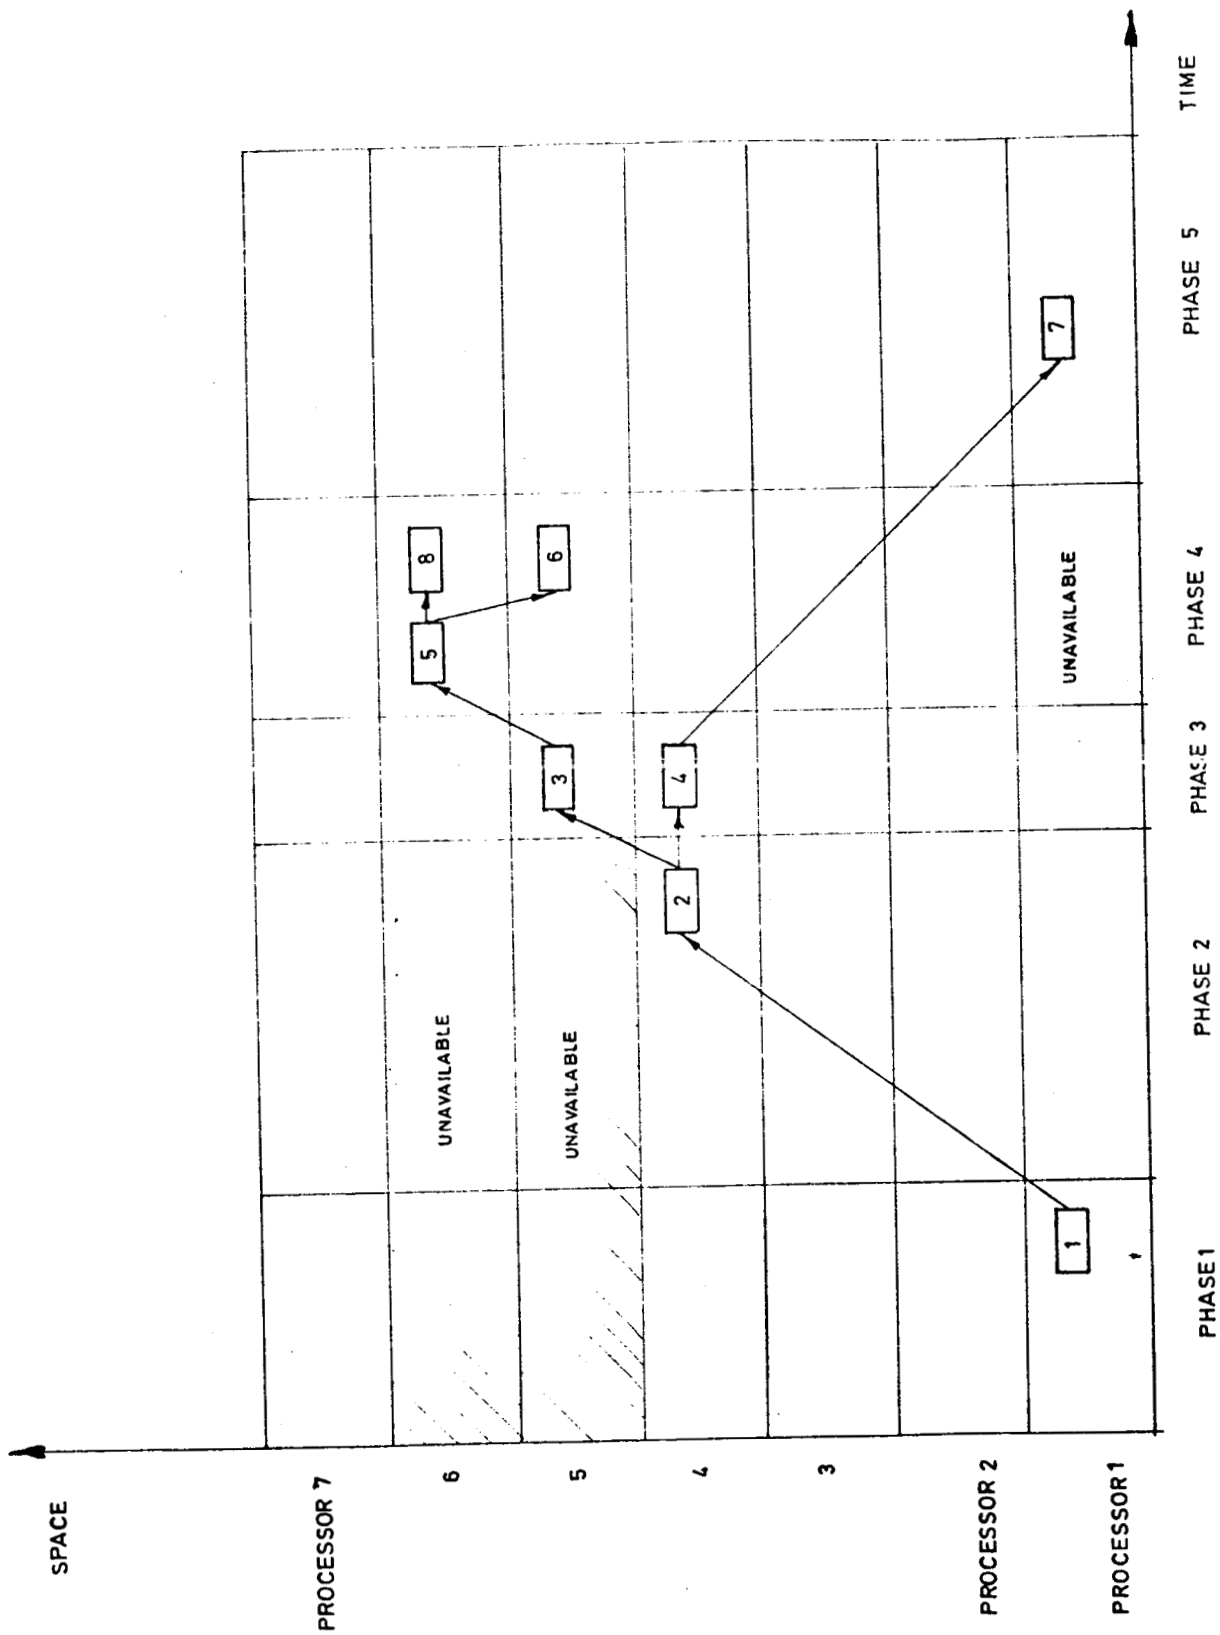 SPACE
PROCESSOR 7
6
5
4
3
PROCESSOR 2
PROCESSOR 1
UNAVAILABLE
UNAVAILABLE
UNAVAILABLE
1
2
3
4
5
8
6
7
PHASE 1
PHASE 2
PHASE 3
PHASE 4
PHASE 5
TIME